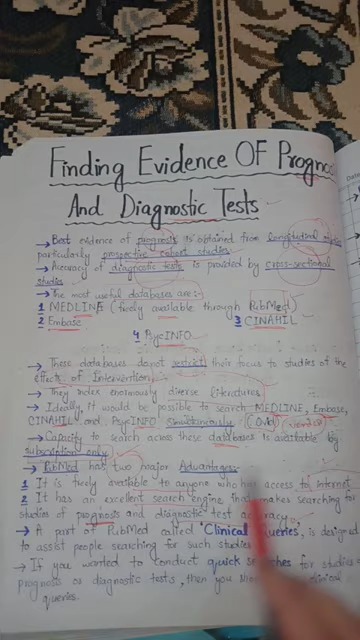 Finding Evidence OF Progno
And Diagnostic Tests
→ Best evidence of prognosis is obtained from longitudinal
particularly prospective cohort studies.
→ Accuracy of diagnostic tests is provided by cross-sectional
studies
→ The most useful databases are:-
1 MEDLINE (freely available through PubMed)
2 Embase 3 CINAHIL
4 PsycINFO
→ These databases donot restrict their focus to studies of the
effects of Intervention
→ They index enormously diverse literatures
→ Ideally it would be possible to search MEDLINE, Embase,
CINAHIL and PsycINFO simultaneously (Ovid)
→ Capacity to search across these databases is available by
subscription only
→ PubMed has two major Advantages
1 It is freely available to anyone who has access to internet
2 It has an excellent search engine that makes searching for
studies of prognosis and diagnostic test accuracy
→ A part of PubMed called "Clinical Queries, is designed
to assist people searching for such studies
→ If you wanted to conduct quick searches for studies
prognosis or diagnostic tests, then you clinical
queries.